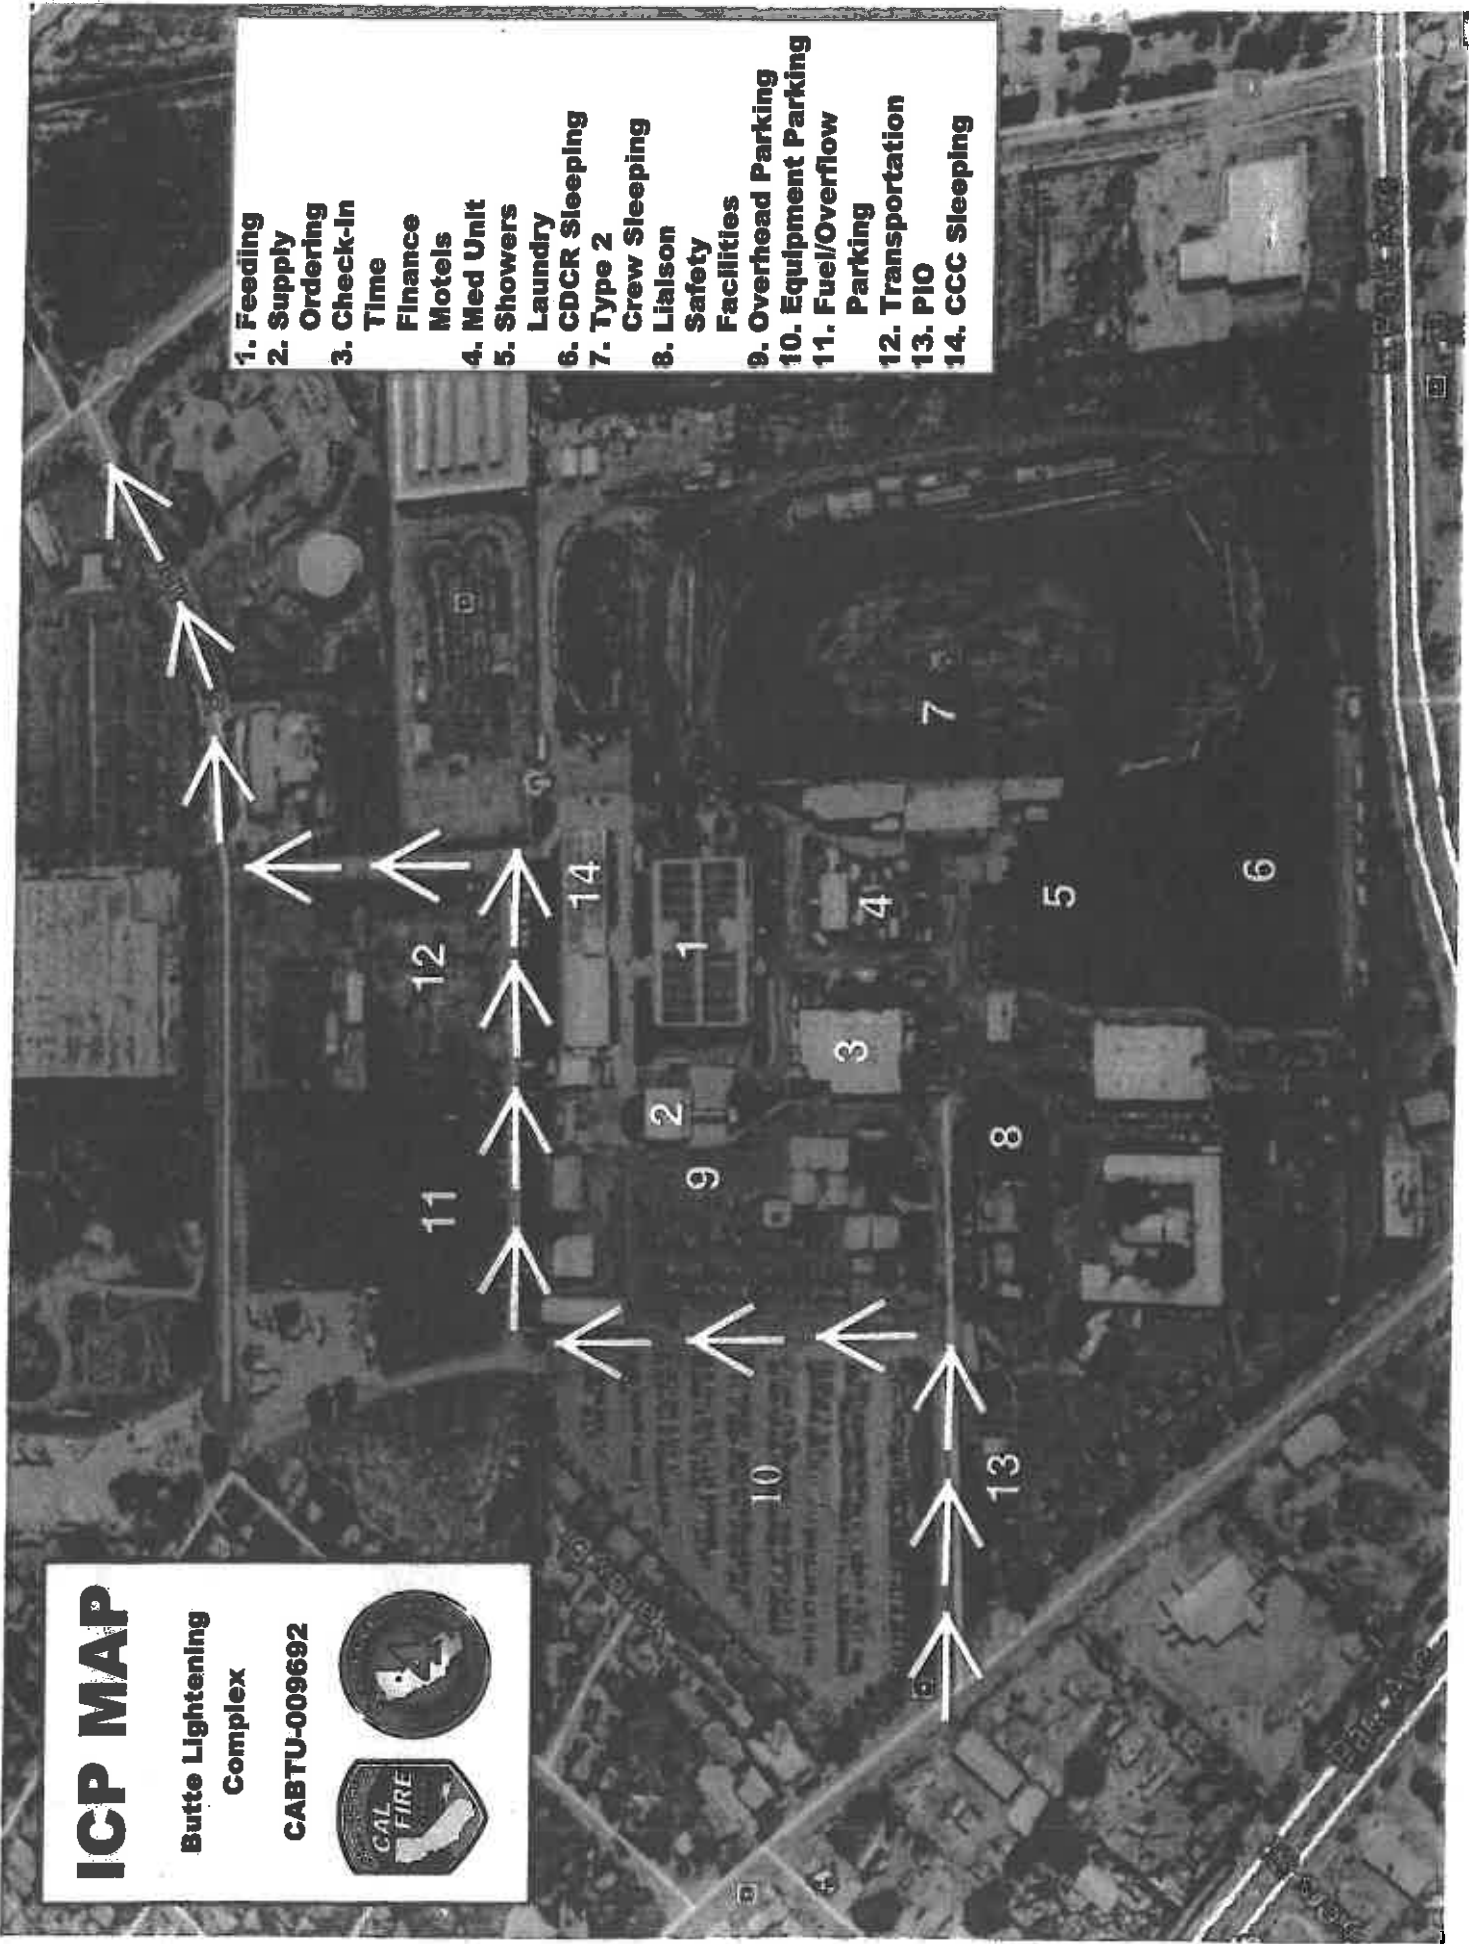 ICP MAP
Butte Lightening
Complex
CABTU-009692
CAL
FIRE
1. Feeding
2. Supply
Ordering
3. Check-In
Time
Finance
Motels
4. Med Unit
5. Showers
Laundry
6. CDCR Sleeping
7. Type 2
Crew Sleeping
8. Liaison
Safety
Facilities
9. Overhead Parking
10. Equipment Parking
11. Fuel/Overflow
Parking
12. Transportation
13. PIO
14. CCC Sleeping
12
11
14
1
2
9
10
4
3
7
5
8
13
6
E Park Ave